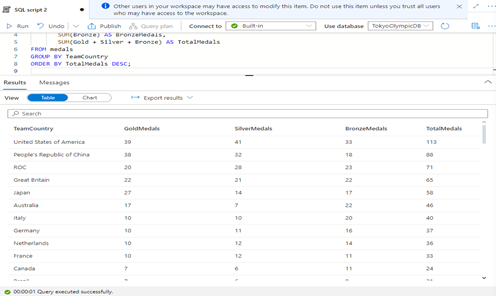 SQL script 2
Other users in your workspace may have access to modify this item. Do not use this item unless you trust all users
who may have access to the workspace.
Run Undo Publish Query plan Connect to Built-in Use database TokyoOlympicDB
4 SUM(Bronze) AS BronzeMedals,
5 SUM(Gold + Silver + Bronze) AS TotalMedals
6 FROM medals
7 GROUP BY TeamCountry
8 ORDER BY TotalMedals DESC;
9
Results Messages
View Table Chart Export results
Search
TeamCountry GoldMedals SilverMedals BronzeMedals TotalMedals
United States of America 39 41 33 113
People's Republic of China 38 32 18 88
ROC 20 28 23 71
Great Britain 22 21 22 65
Japan 27 14 17 58
Australia 17 7 22 46
Italy 10 10 20 40
Germany 10 11 16 37
Netherlands 10 12 14 36
France 10 12 11 33
Canada 7 6 11 24
00:00:01 Query executed successfully.